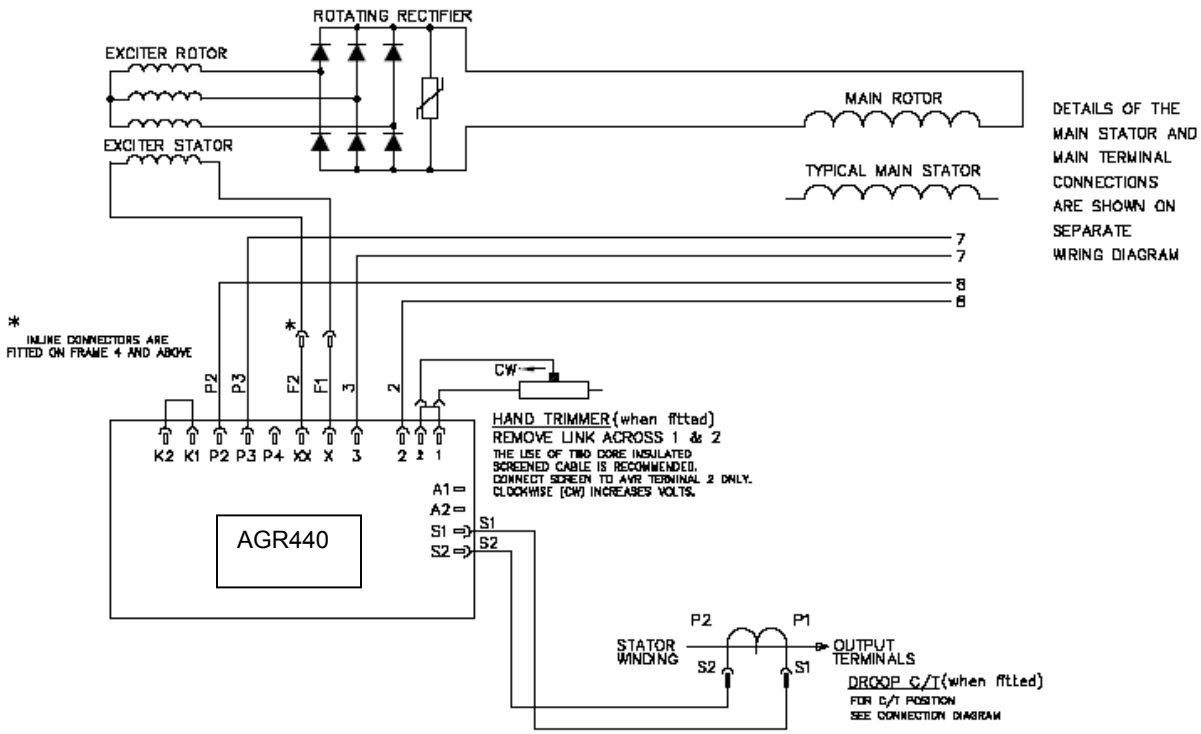 ROTATING RECTIFIER
EXCITER ROTOR
MAIN ROTOR
DETAILS OF THE
MAIN STATOR AND
MAIN TERMINAL
CONNECTIONS
ARE SHOWN ON
SEPARATE
WIRING DIAGRAM
EXCITER STATOR
TYPICAL MAIN STATOR
7
7
8
6
*
INLINE CONNECTORS ARE
FITTED ON FRAME 4 AND ABOVE
*
P2 P3 F2 F1 3 2
CW
HAND TRIMMER(when fitted)
REMOVE LINK ACROSS 1 & 2
THE USE OF TWO CORE INSULATED
SCREENED CABLE IS RECOMMENDED.
CONNECT SCREEN TO AVR TERMINAL 2 ONLY.
CLOCKWISE (CW) INCREASES VOLTS.
K2 K1 P2 P3 P4 XX X 3 2 2 1
A1
A2
S1 S1
S2 S2
AGR440
P2 P1
STATOR
WINDING
OUTPUT
TERMINALS
S2 S1
DROOP C/T(when fitted)
FOR C/T POSITION
SEE CONNECTION DIAGRAM